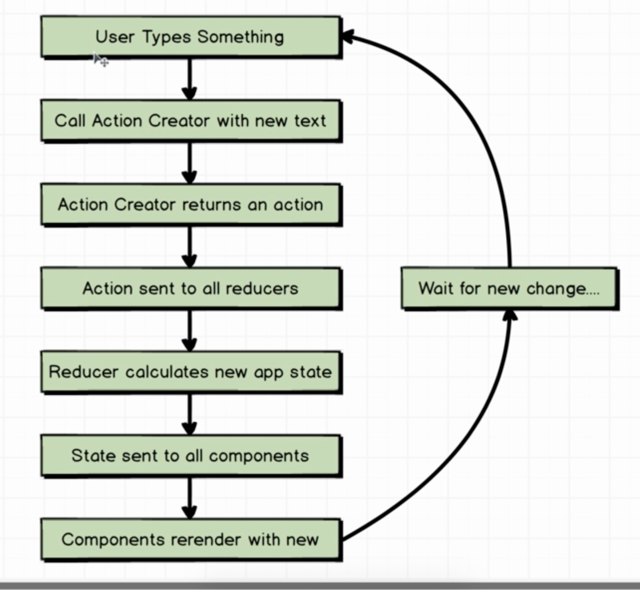 User Types Something
Call Action Creator with new text
Action Creator returns an action
Action sent to all reducers
Wait for new change....
Reducer calculates new app state
State sent to all components
Components rerender with new